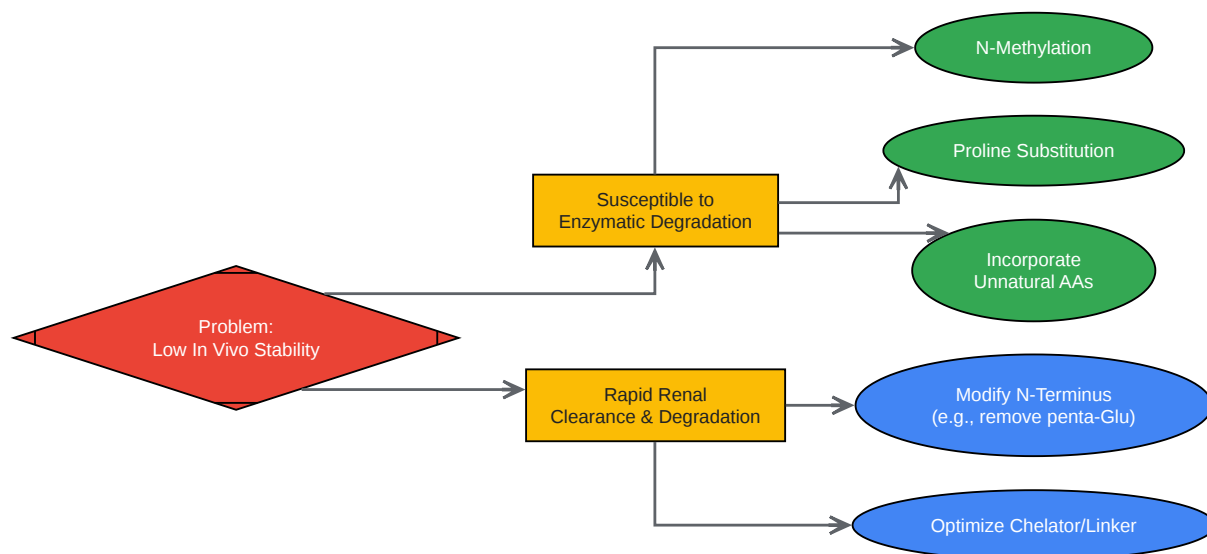 N-Methylation
Proline Substitution
Susceptible to
Enzymatic Degradation
Incorporate
Unnatural AAs
Problem:
Low In Vivo Stability
Rapid Renal
Clearance & Degradation
Modify N-Terminus
(e.g., remove penta-Glu)
Optimize Chelator/Linker